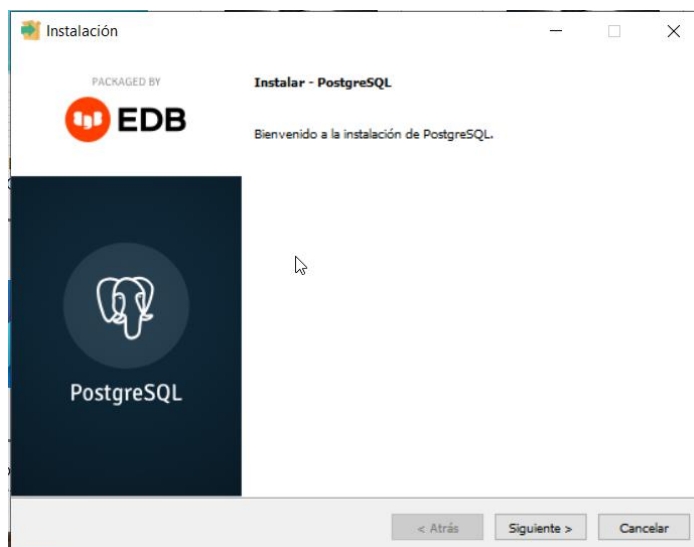 Instalación
PACKAGED BY
EDB
Instalar - PostgreSQL
Bienvenido a la instalación de PostgreSQL.
PostgreSQL
< Atrás
Siguiente >
Cancelar